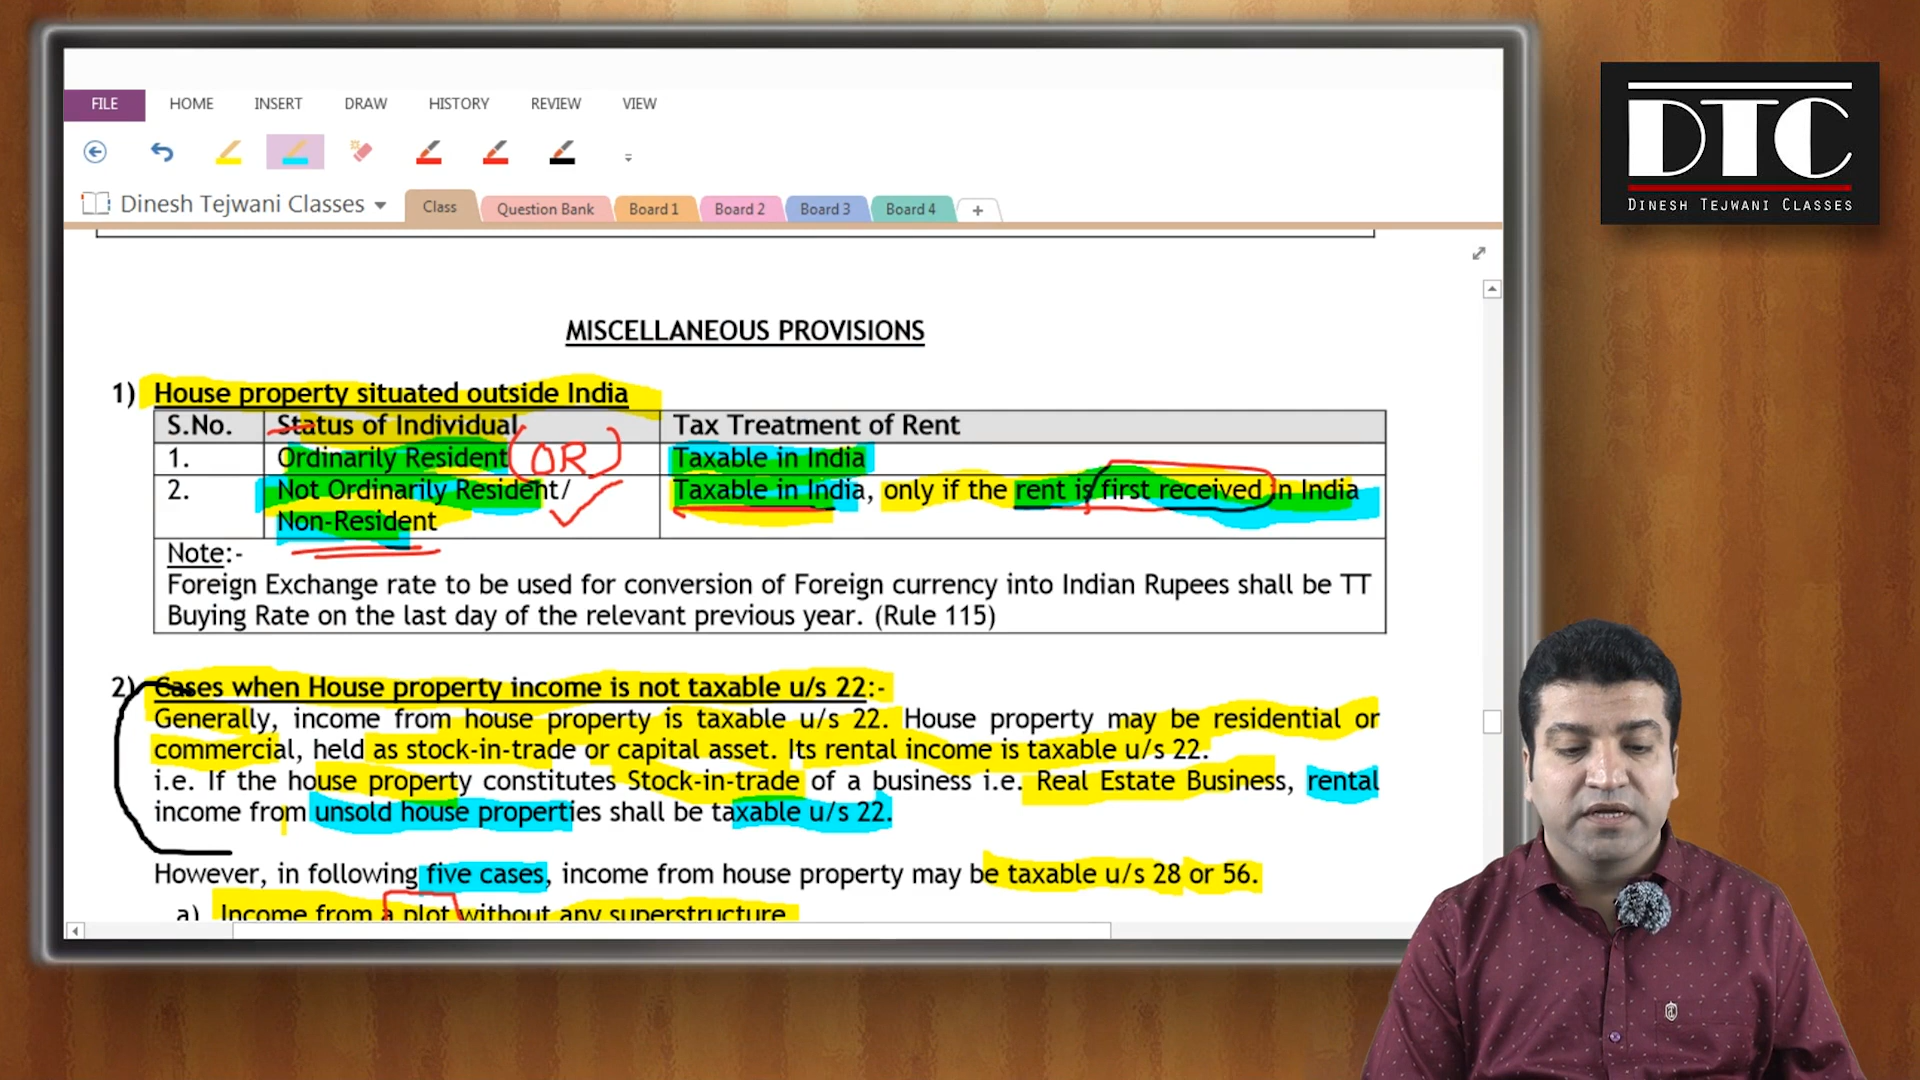 FILE HOME INSERT DRAW HISTORY REVIEW VIEW
Dinesh Tejwani Classes Class Question Bank Board 1 Board 2 Board 3 Board 4 +
DTC
DINESH TEJWANI CLASSES
MISCELLANEOUS PROVISIONS
1) House property situated outside India
S.No. Status of Individual Tax Treatment of Rent
1. Ordinarily Resident (OR) Taxable in India
2. Not Ordinarily Resident/ Taxable in India, only if the rent is first received in India
Non-Resident
Note:-
Foreign Exchange rate to be used for conversion of Foreign currency into Indian Rupees shall be TT
Buying Rate on the last day of the relevant previous year. (Rule 115)
2) Cases when House property income is not taxable u/s 22:-
Generally, income from house property is taxable u/s 22. House property may be residential or
commercial, held as stock-in-trade or capital asset. Its rental income is taxable u/s 22.
i.e. If the house property constitutes Stock-in-trade of a business i.e. Real Estate Business, rental
income from unsold house properties shall be taxable u/s 22.
However, in following five cases, income from house property may be taxable u/s 28 or 56.
a) Income from a plot without any superstructure